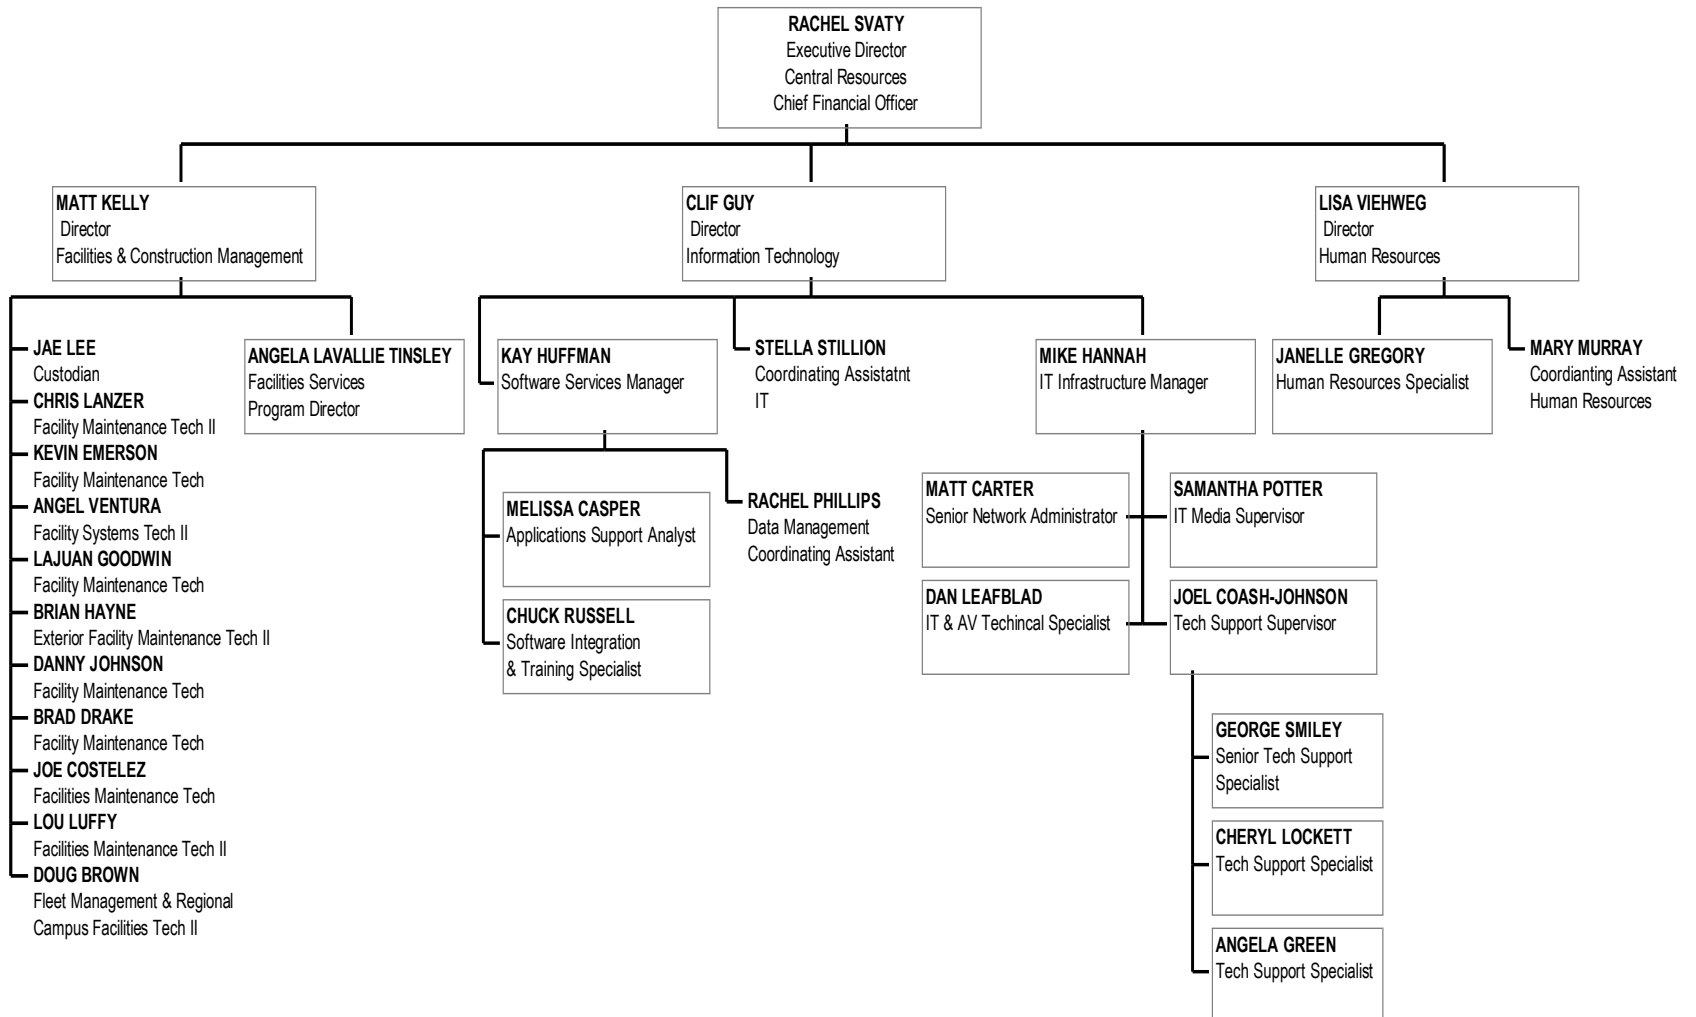 RACHEL SVATY
Executive Director
Central Resources
Chief Financial Officer
MATT KELLY
Director
Facilities & Construction Management
CLIF GUY
Director
Information Technology
LISA VIEHWEG
Director
Human Resources
JAE LEE
Custodian
CHRIS LANZER
Facility Maintenance Tech II
KEVIN EMERSON
Facility Maintenance Tech
ANGEL VENTURA
Facility Systems Tech II
LAJUAN GOODWIN
Facility Maintenance Tech
BRIAN HAYNE
Exterior Facility Maintenance Tech II
DANNY JOHNSON
Facility Maintenance Tech
BRAD DRAKE
Facility Maintenance Tech
JOE COSTELEZ
Facilities Maintenance Tech
LOU LUFFY
Facilities Maintenance Tech II
DOUG BROWN
Fleet Management & Regional
Campus Facilities Tech II
ANGELA LAVALLIE TINSLEY
Facilities Services
Program Director
KAY HUFFMAN
Software Services Manager
STELLA STILLION
Coordinating Assistatnt
IT
MIKE HANNAH
IT Infrastructure Manager
JANELLE GREGORY
Human Resources Specialist
MARY MURRAY
Coordianting Assistant
Human Resources
MELISSA CASPER
Applications Support Analyst
RACHEL PHILLIPS
Data Management
Coordinating Assistant
CHUCK RUSSELL
Software Integration
& Training Specialist
MATT CARTER
Senior Network Administrator
SAMANTHA POTTER
IT Media Supervisor
DAN LEAFBLAD
IT & AV Techincal Specialist
JOEL COASH-JOHNSON
Tech Support Supervisor
GEORGE SMILEY
Senior Tech Support
Specialist
CHERYL LOCKETT
Tech Support Specialist
ANGELA GREEN
Tech Support Specialist